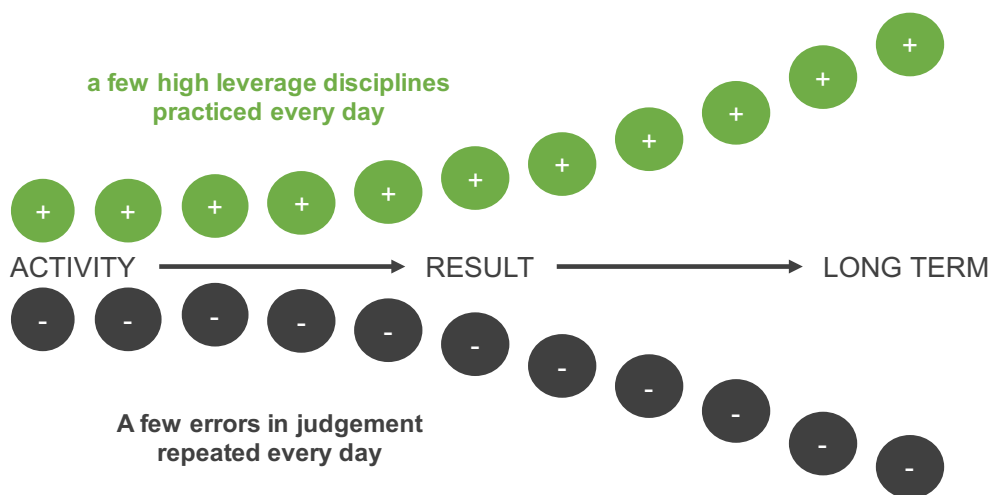 a few high leverage disciplines
practiced every day
+ + + + + + + + + + +
ACTIVITY RESULT LONG TERM
- - - - - - - - - - -
A few errors in judgement
repeated every day